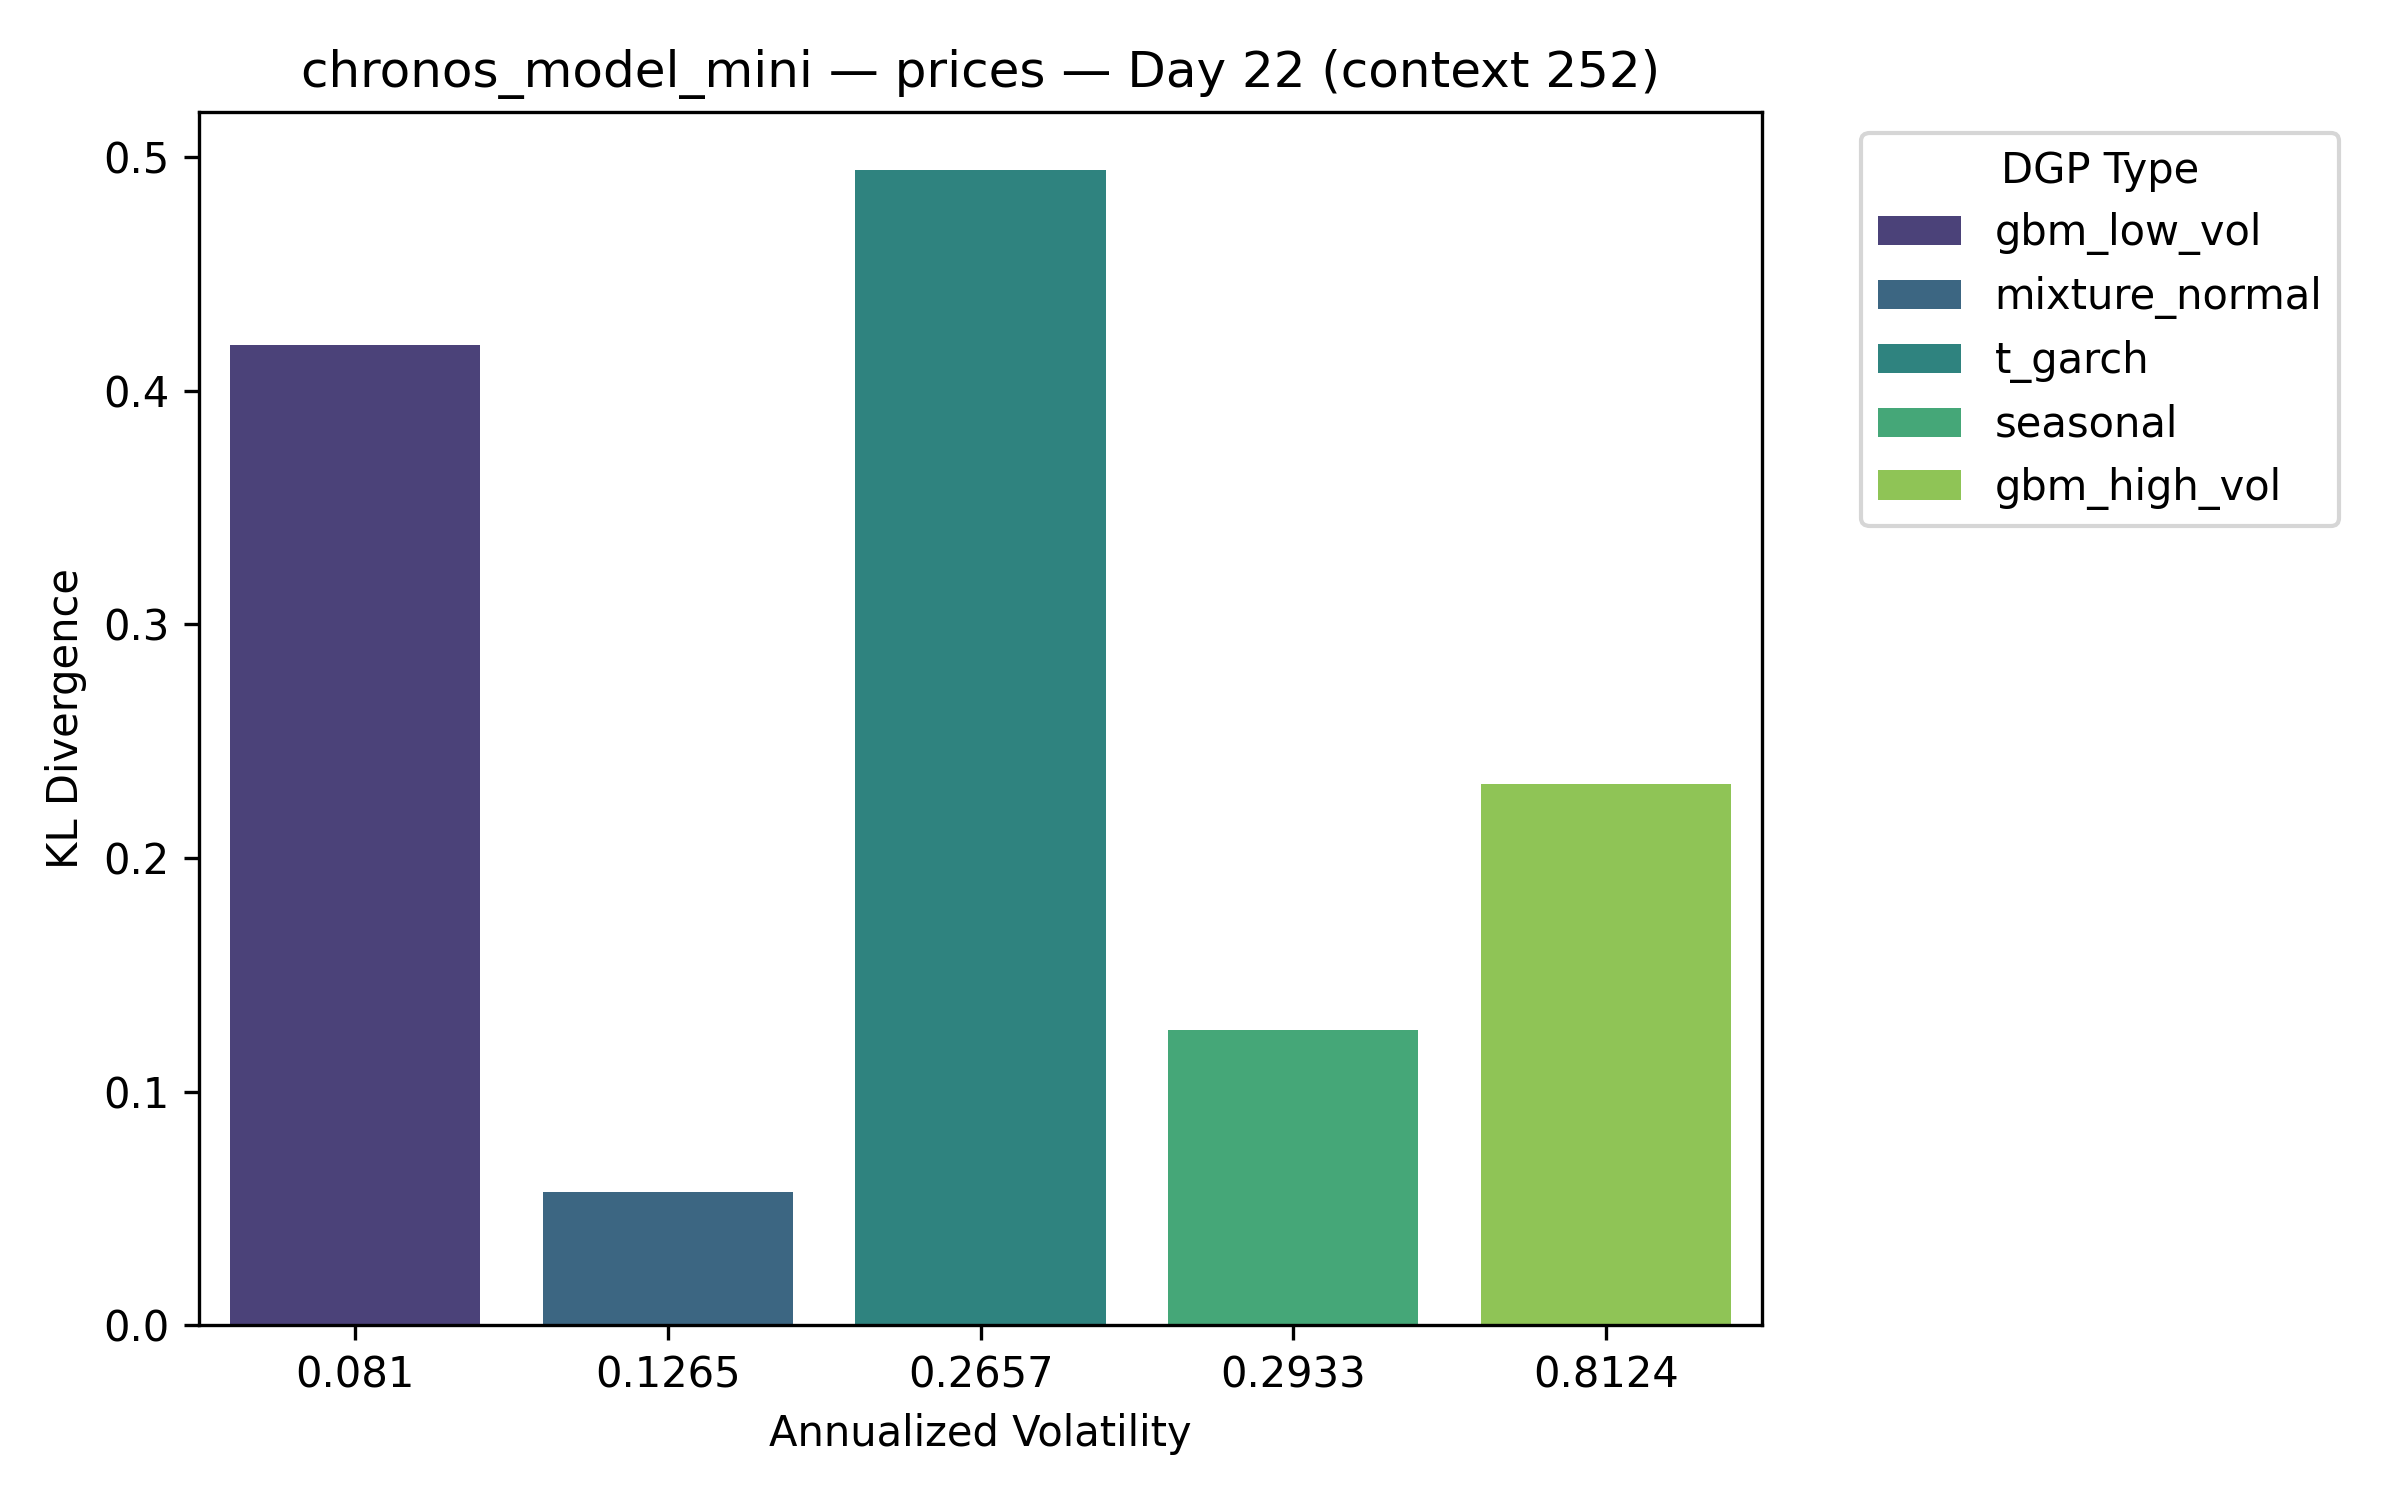 chronos_model_mini — prices — Day 22 (context 252)
KL Divergence
0.5
0.4
0.3
0.2
0.1
0.0
0.081
0.1265
0.2657
0.2933
0.8124
Annualized Volatility
DGP Type
gbm_low_vol
mixture_normal
t_garch
seasonal
gbm_high_vol